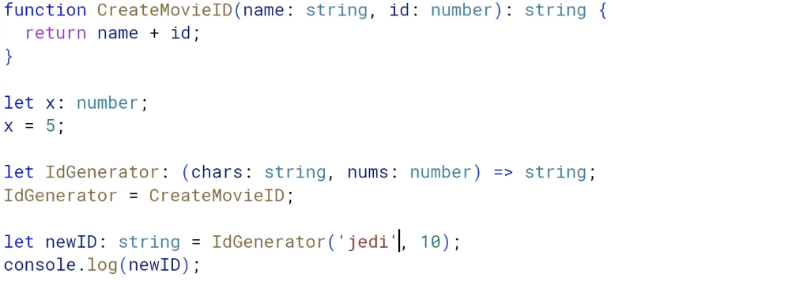 function CreateMovieID(name: string, id: number): string {
  return name + id;
}

let x: number;
x = 5;

let IdGenerator: (chars: string, nums: number) => string;
IdGenerator = CreateMovieID;

let newID: string = IdGenerator('jedi', 10);
console.log(newID);